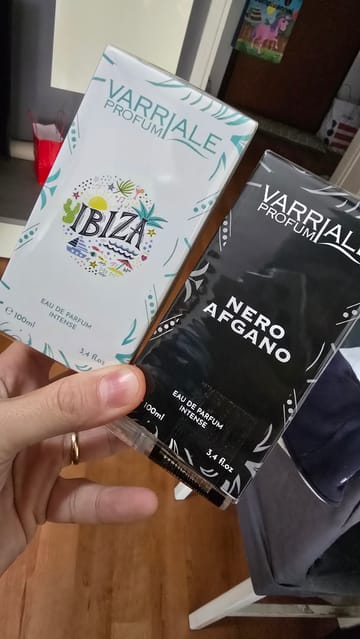 VARRIALE
PROFUMI
IBIZA
EAU DE PARFUM
INTENSE
e 100ml
3,4 fl.oz
VARRIALE
PROFUMI
NERO
AFGANO
EAU DE PARFUM
INTENSE
100ml
3,4 fl.oz